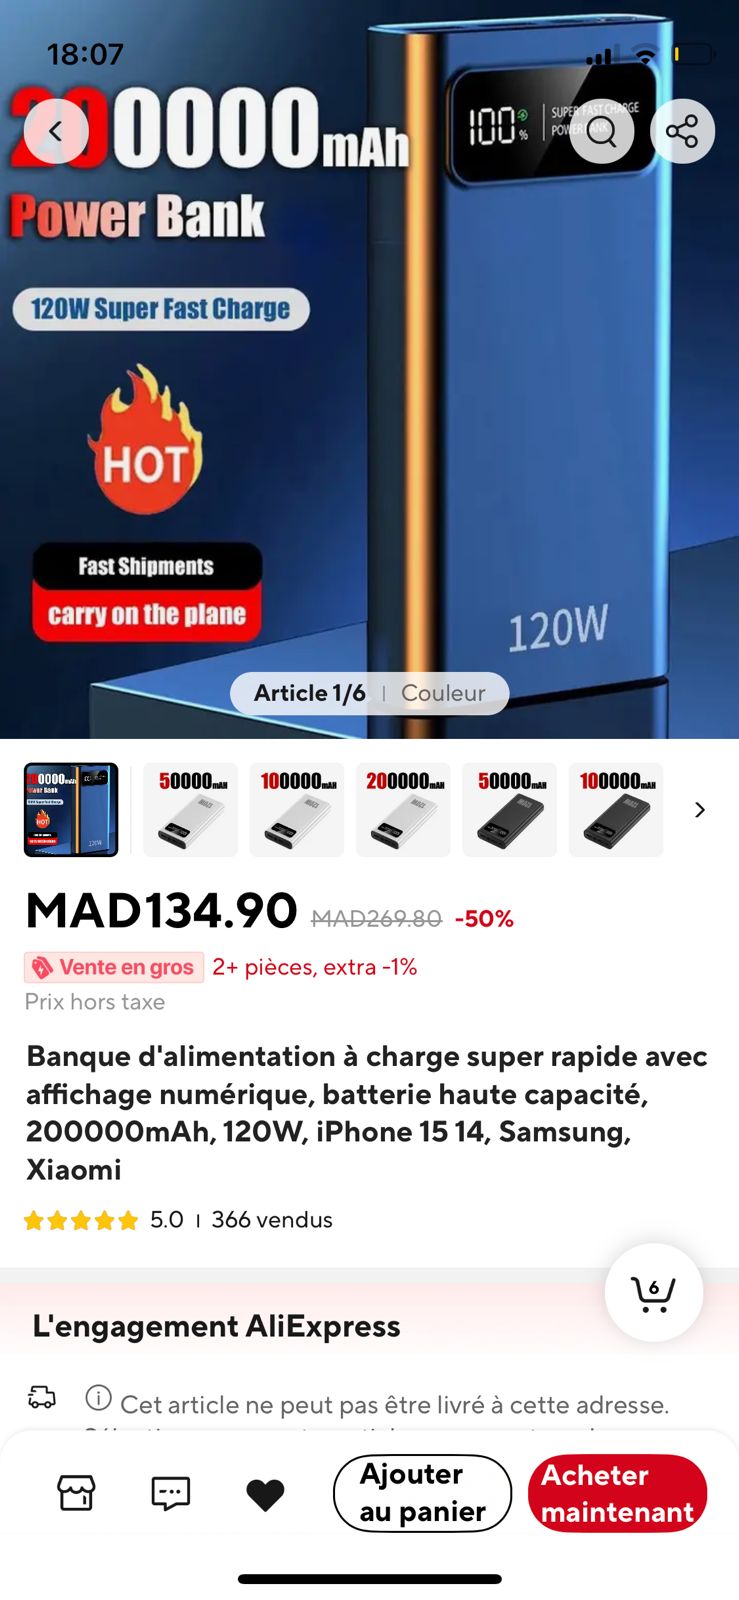 18:07
200000mAh
Power Bank
120W Super Fast Charge
HOT
Fast Shipments
carry on the plane
100%
SUPER FAST CHARGE
POWER BANK
120W
Article 1/6 | Couleur
50000mAH
100000mAH
200000mAH
50000mAH
100000mAH
MAD134.90 MAD269.80 -50%
Vente en gros 2+ pièces, extra -1%
Prix hors taxe
Banque d'alimentation à charge super rapide avec
affichage numérique, batterie haute capacité,
200000mAh, 120W, iPhone 15 14, Samsung,
Xiaomi
5.0 | 366 vendus
6
L'engagement AliExpress
Cet article ne peut pas être livré à cette adresse.
Ajouter
au panier
Acheter
maintenant